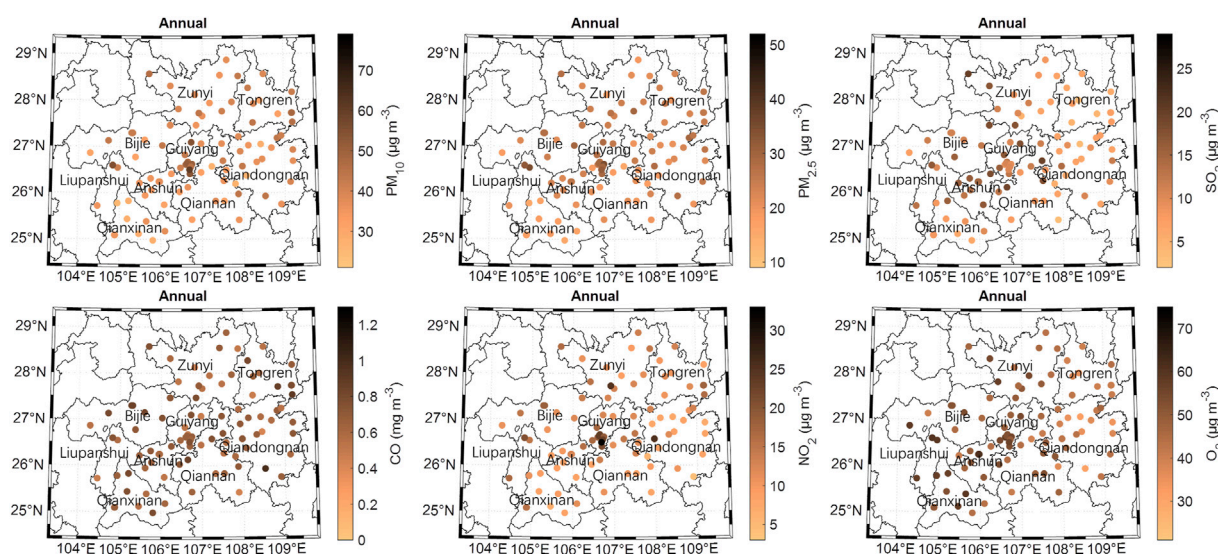 Annual
29°N
28°N
27°N
26°N
25°N
104°E 105°E 106°E 107°E 108°E 109°E
Zunyi
Tongren
Bijie
Guiyang
Liupanshui
Anshun
Qiandongnan
Qiannan
Qianxinan
70
60
50
40
30
PM10 (µg m-3)
Annual
29°N
28°N
27°N
26°N
25°N
104°E 105°E 106°E 107°E 108°E 109°E
Zunyi
Tongren
Bijie
Guiyang
Liupanshui
Anshun
Qiandongnan
Qiannan
Qianxinan
50
40
30
20
10
PM2.5 (µg m-3)
Annual
29°N
28°N
27°N
26°N
25°N
104°E 105°E 106°E 107°E 108°E 109°E
Zunyi
Tongren
Bijie
Guiyang
Liupanshui
Anshun
Qiandongnan
Qiannan
Qianxinan
25
20
15
10
5
(µg m-3)
Annual
29°N
28°N
27°N
26°N
25°N
104°E 105°E 106°E 107°E 108°E 109°E
Zunyi
Tongren
Bijie
Guiyang
Liupanshui
Anshun
Qiandongnan
Qiannan
Qianxinan
1.2
1
0.8
0.6
0.4
0.2
0
CO (mg m-3)
Annual
29°N
28°N
27°N
26°N
25°N
104°E 105°E 106°E 107°E 108°E 109°E
Zunyi
Tongren
Bijie
Guiyang
Liupanshui
Anshun
Qiandongnan
Qiannan
Qianxinan
30
25
20
15
10
5
NO2 (µg m-3)
Annual
29°N
28°N
27°N
26°N
25°N
104°E 105°E 106°E 107°E 108°E 109°E
Zunyi
Tongren
Bijie
Guiyang
Liupanshui
Anshun
Qiandongnan
Qiannan
Qianxinan
70
60
50
40
30
(µg m-3)